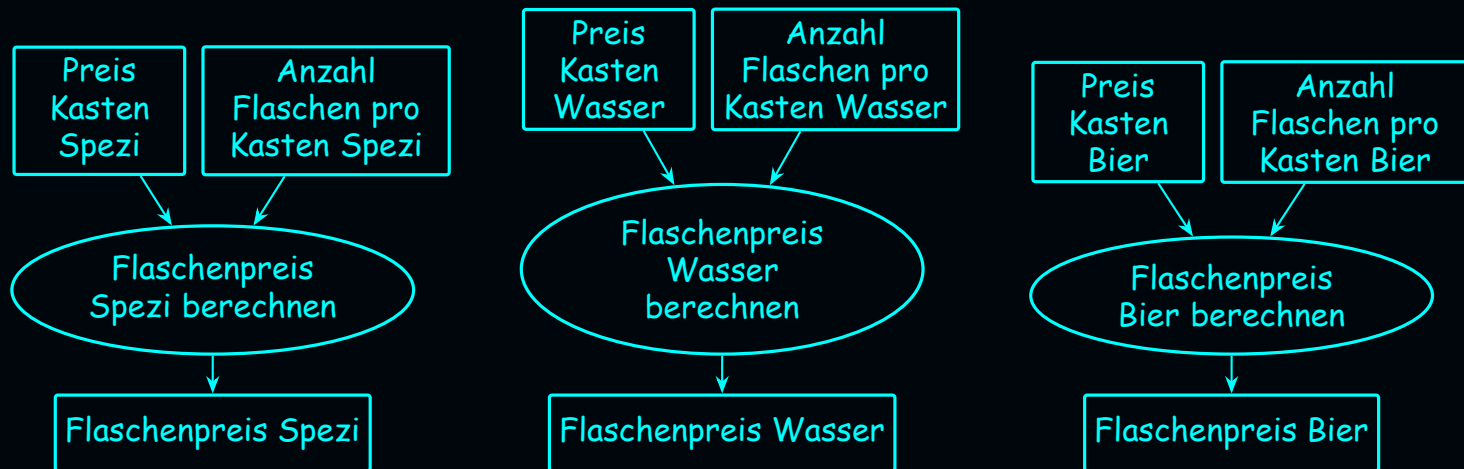 Preis
Kasten
Spezi
Anzahl
Flaschen pro
Kasten Spezi
Flaschenpreis
Spezi berechnen
Flaschenpreis Spezi
Preis
Kasten
Wasser
Anzahl
Flaschen pro
Kasten Wasser
Flaschenpreis
Wasser
berechnen
Flaschenpreis Wasser
Preis
Kasten
Bier
Anzahl
Flaschen pro
Kasten Bier
Flaschenpreis
Bier berechnen
Flaschenpreis Bier